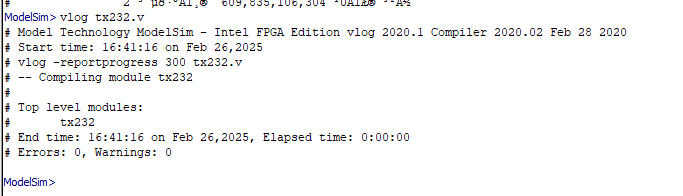 609,835,106,304
ModelSim> vlog tx232.v
# Model Technology ModelSim - Intel FPGA Edition vlog 2020.1 Compiler 2020.02 Feb 28 2020
# Start time: 16:41:16 on Feb 26,2025
# vlog -reportprogress 300 tx232.v
# -- Compiling module tx232
#
# Top level modules:
# tx232
# End time: 16:41:16 on Feb 26,2025, Elapsed time: 0:00:00
# Errors: 0, Warnings: 0
ModelSim>